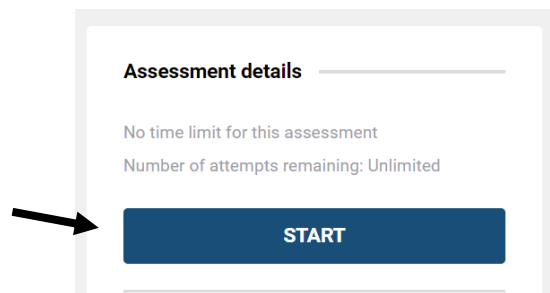 Assessment details
No time limit for this assessment
Number of attempts remaining: Unlimited
START